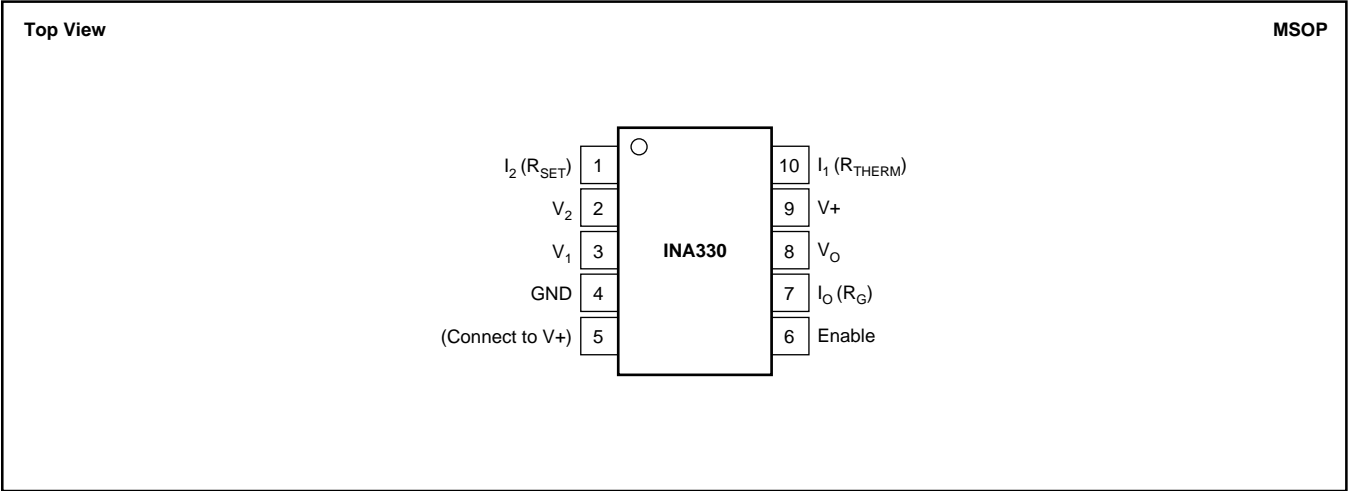 Top View
MSOP
I2 (RSET) 1
V2 2
V1 3
GND 4
(Connect to V+) 5
INA330
10 I1 (RTHERM)
9 V+
8 VO
7 IO (RG)
6 Enable